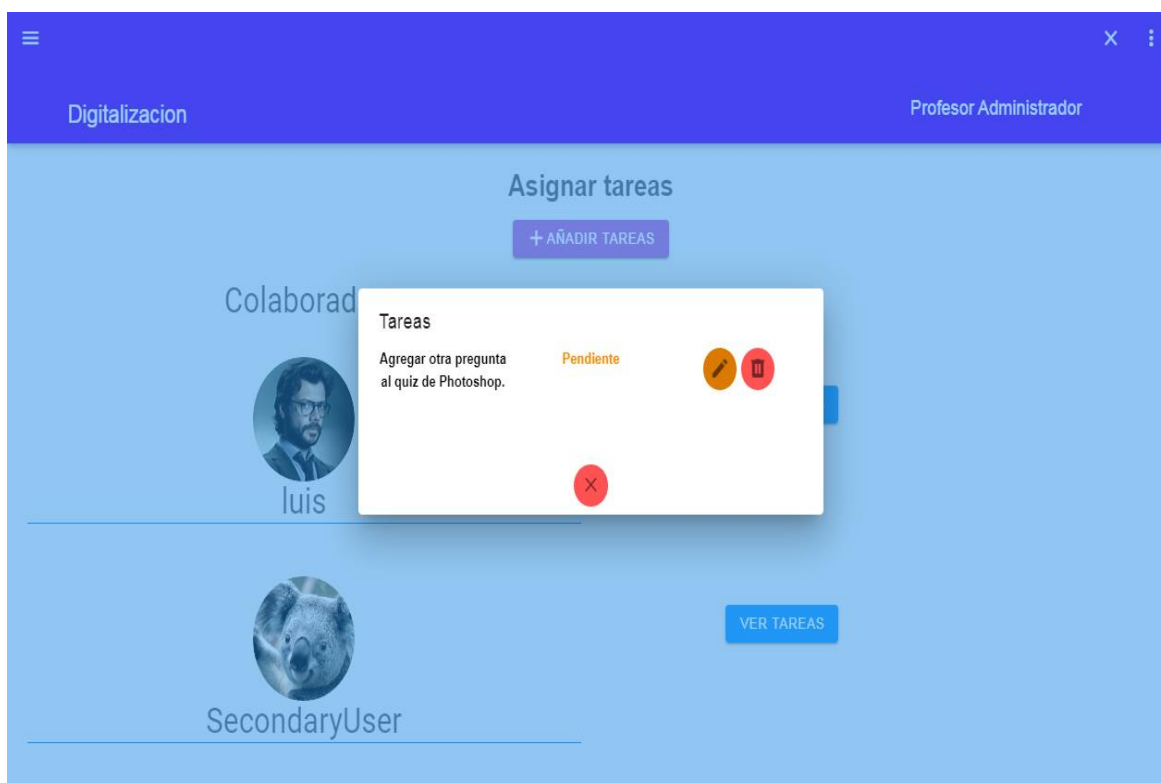 Digitalizacion
Profesor Administrador
Asignar tareas
+ AÑADIR TAREAS
Colaborad
Tareas
Agregar otra pregunta
al quiz de Photoshop.
Pendiente
luis
VER TAREAS
SecondaryUser